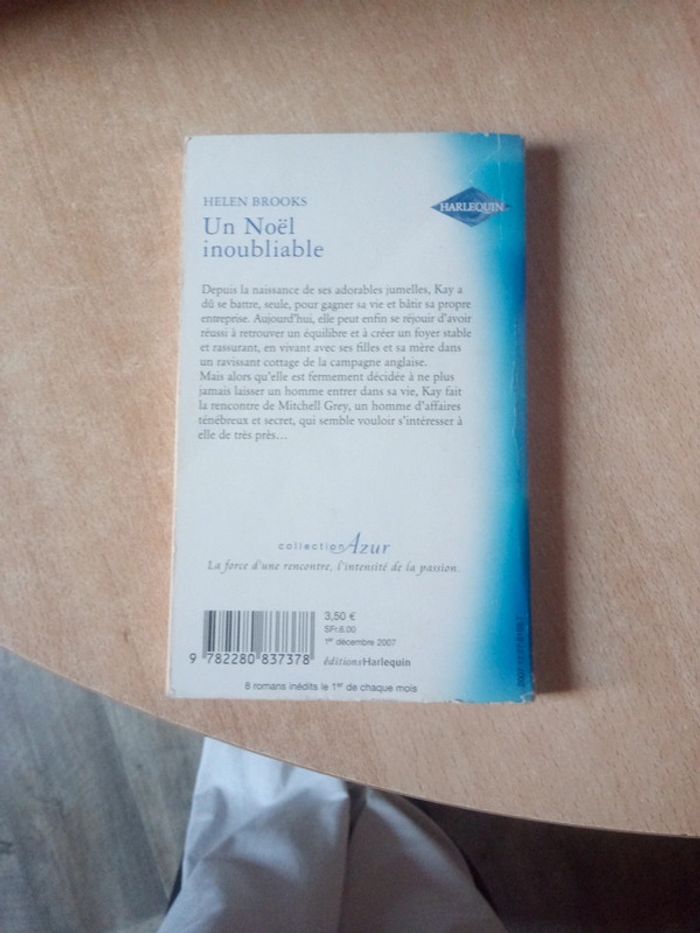 HELEN BROOKS
Un Noël
inoubliable
HARLEQUIN
Depuis la naissance de ses adorables jumelles, Kay a
dû se battre, seule, pour gagner sa vie et bâtir sa propre
entreprise. Aujourd'hui, elle peut enfin se réjouir d'avoir
réussi à retrouver un équilibre et à créer un foyer stable
et rassurant, en vivant avec ses filles et sa mère dans
un ravissant cottage de la campagne anglaise.
Mais alors qu'elle est fermement décidée à ne plus
jamais laisser un homme entrer dans sa vie, Kay fait
la rencontre de Mitchell Grey, un homme d'affaires
ténébreux et secret, qui semble vouloir s'intéresser à
elle de très près…
collection Azur
La force d'une rencontre, l'intensité de la passion.
3,50 €
SFr.6.00
1er décembre 2007
9 782280 837378
éditionsHarlequin
8 romans inédits le 1er de chaque mois